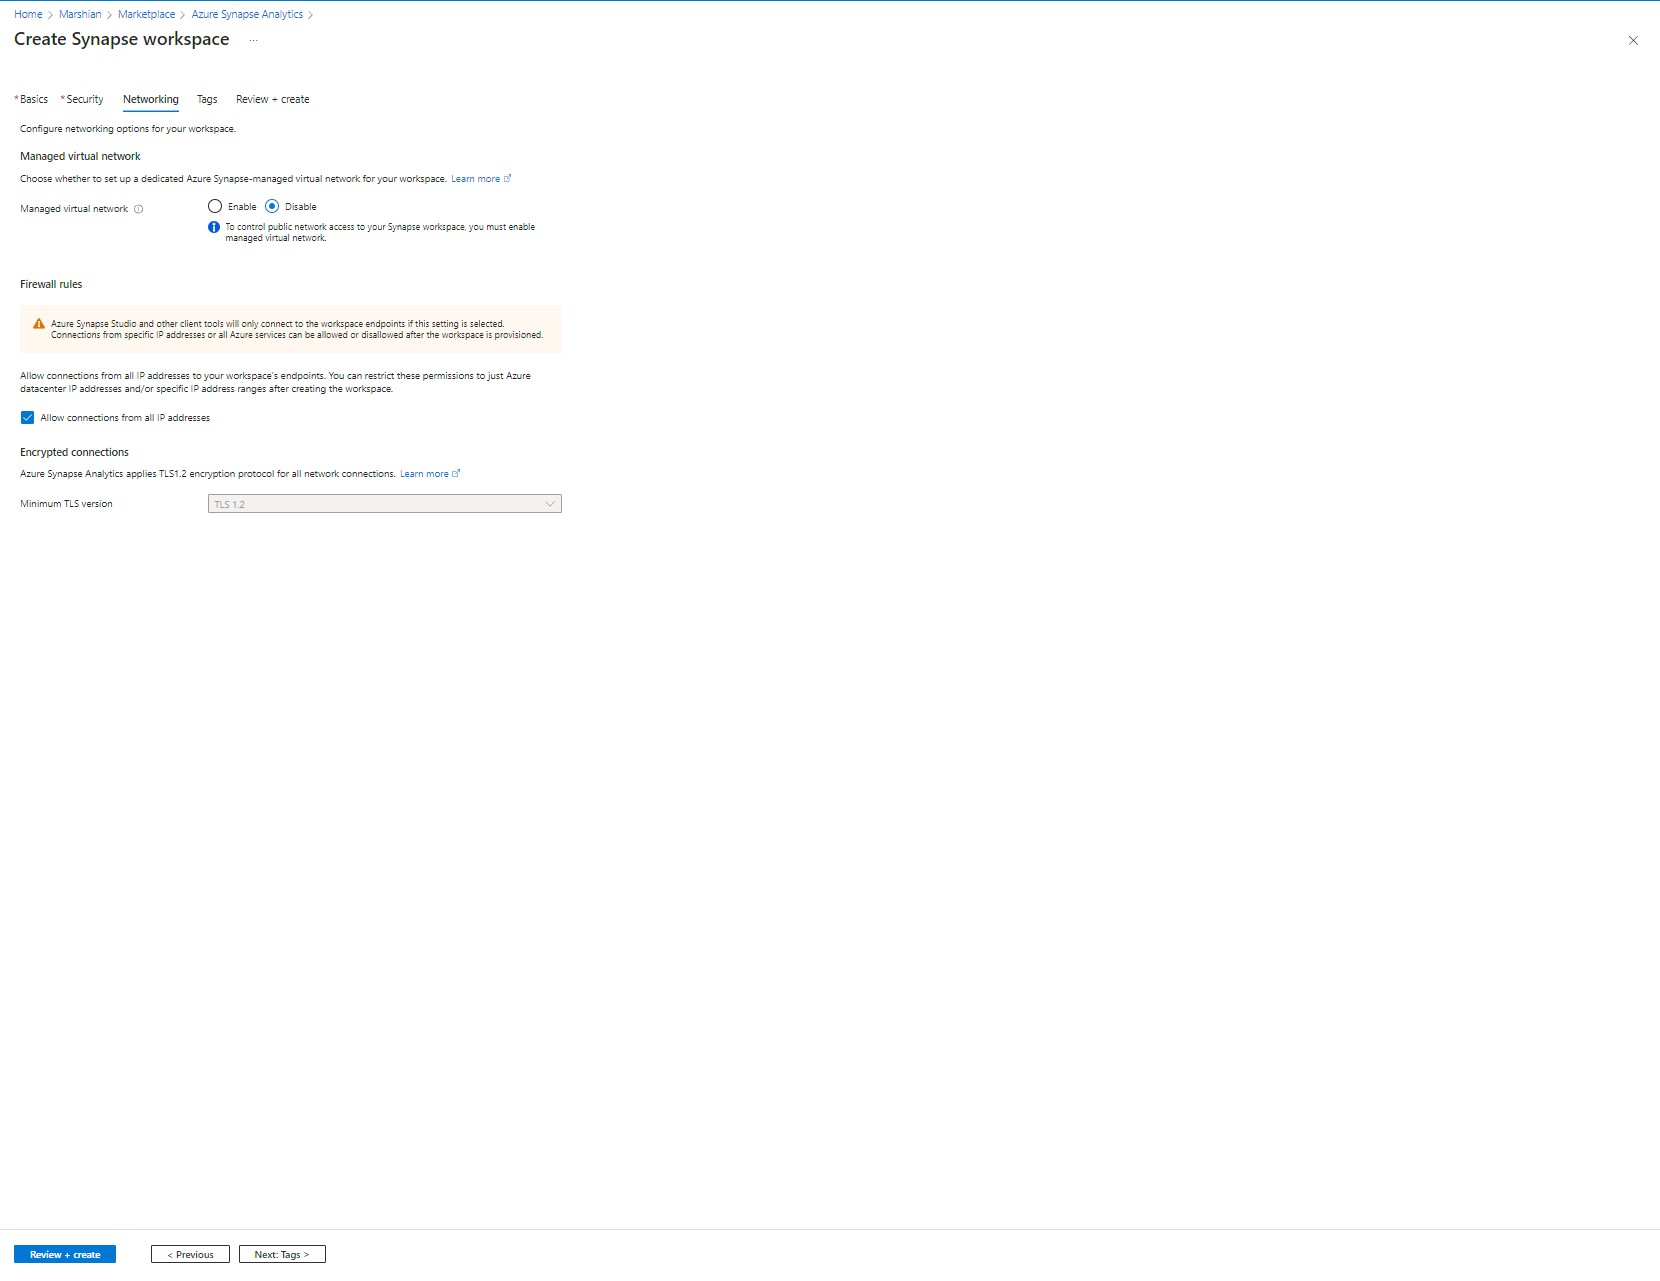 Home > Marshian > Marketplace > Azure Synapse Analytics >
Create Synapse workspace ...
* Basics * Security Networking Tags Review + create
Configure networking options for your workspace.
Managed virtual network
Choose whether to set up a dedicated Azure Synapse-managed virtual network for your workspace. Learn more
Managed virtual network Enable Disable
To control public network access to your Synapse workspace, you must enable
managed virtual network.
Firewall rules
Azure Synapse Studio and other client tools will only connect to the workspace endpoints if this setting is selected.
Connections from specific IP addresses or all Azure services can be allowed or disallowed after the workspace is provisioned.
Allow connections from all IP addresses to your workspace's endpoints. You can restrict these permissions to just Azure
datacenter IP addresses and/or specific IP address ranges after creating the workspace.
Allow connections from all IP addresses
Encrypted connections
Azure Synapse Analytics applies TLS1.2 encryption protocol for all network connections. Learn more
Minimum TLS version TLS 1.2
Review + create < Previous Next: Tags >